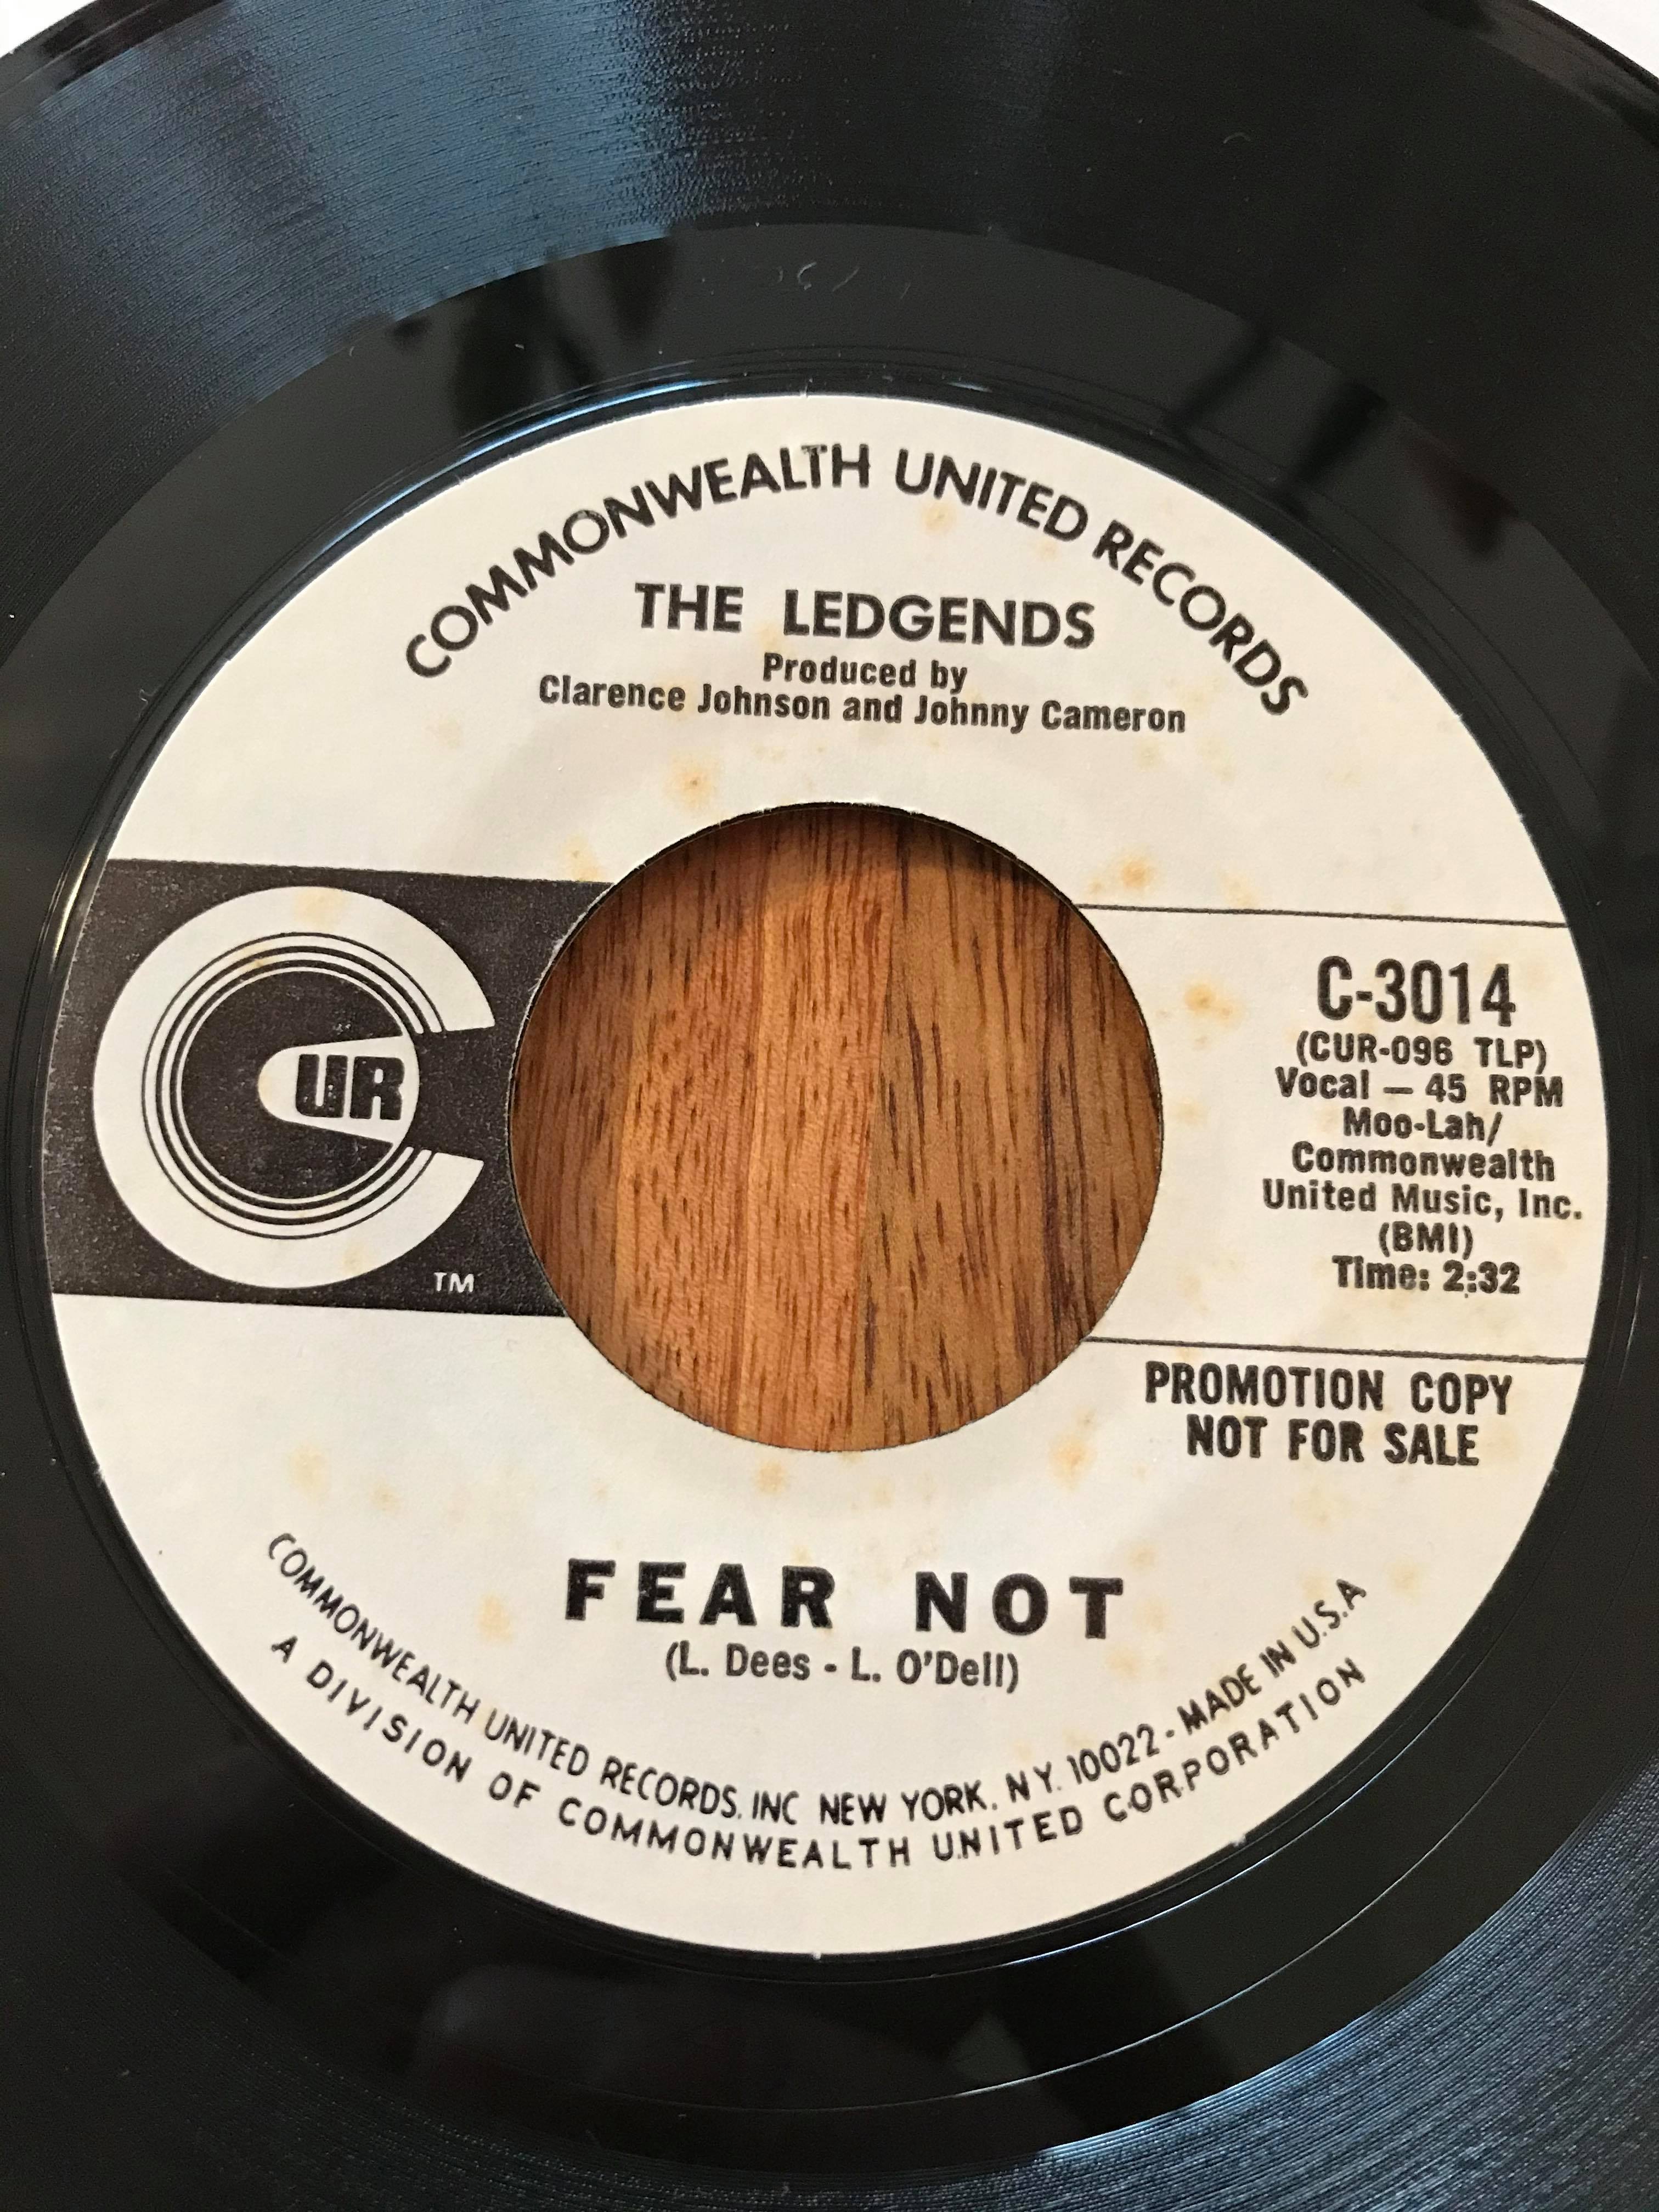 COMMONWEALTH UNITED RECORDS
THE LEDGENDS
Produced by
Clarence Johnson and Johnny Cameron
CUR
TM
C-3014
(CUR-096 TLP)
Vocal — 45 RPM
Moo-Lah/
Commonwealth
United Music, Inc.
(BMI)
Time: 2:32
PROMOTION COPY
NOT FOR SALE
FEAR NOT
(L. Dees - L. O'Dell)
COMMONWEALTH UNITED RECORDS, INC NEW YORK, N.Y. 10022 - MADE IN U.S.A
A DIVISION OF COMMONWEALTH UNITED CORPORATION